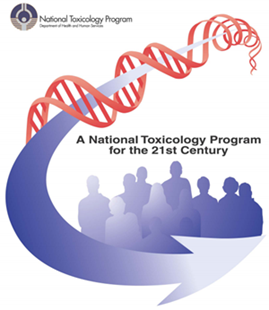 National Toxicology Program
Department of Health and Human Services
A National Toxicology Program
for the 21st Century